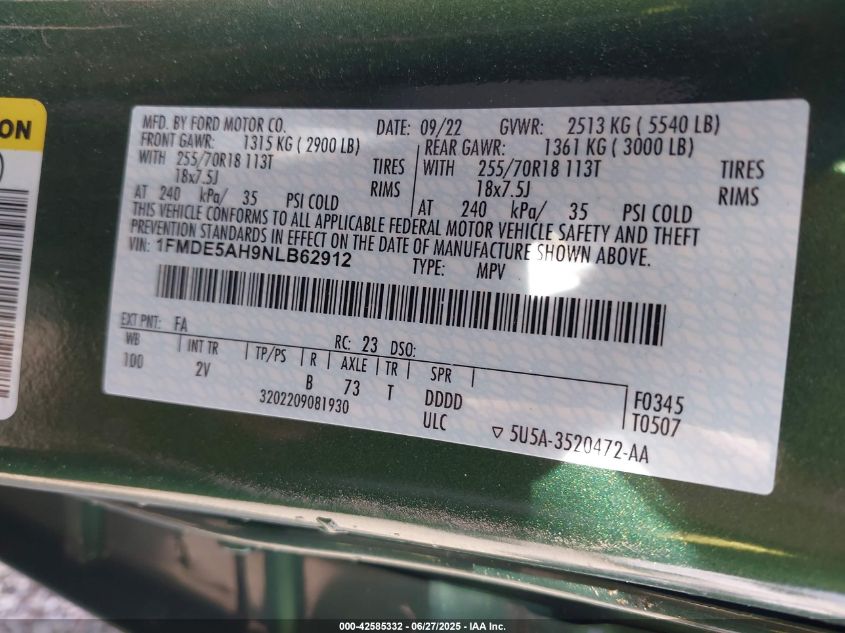 ON
MFD. BY FORD MOTOR CO. DATE: 09/22 GVWR: 2513 KG ( 5540 LB)
FRONT GAWR: 1315 KG ( 2900 LB) REAR GAWR: 1361 KG ( 3000 LB)
WITH 255/70R18 113T TIRES WITH 255/70R18 113T TIRES
18x7.5J RIMS 18x7.5J RIMS
AT 240 kPa/ 35 PSI COLD AT 240 kPa/ 35 PSI COLD
THIS VEHICLE CONFORMS TO ALL APPLICABLE FEDERAL MOTOR VEHICLE SAFETY AND THEFT
PREVENTION STANDARDS IN EFFECT ON THE DATE OF MANUFACTURE SHOWN ABOVE.
VIN: 1FMDE5AH9NLB62912 TYPE: MPV
EXT PNT: FA RC: 23 DSO:
WB INT TR TP/PS R AXLE TR SPR
100 2V B 73 T DDDD F0345
3202209081930 ULC T0507
▽ 5U5A-3520472-AA
000-42585332 - 06/27/2025 - IAA Inc.